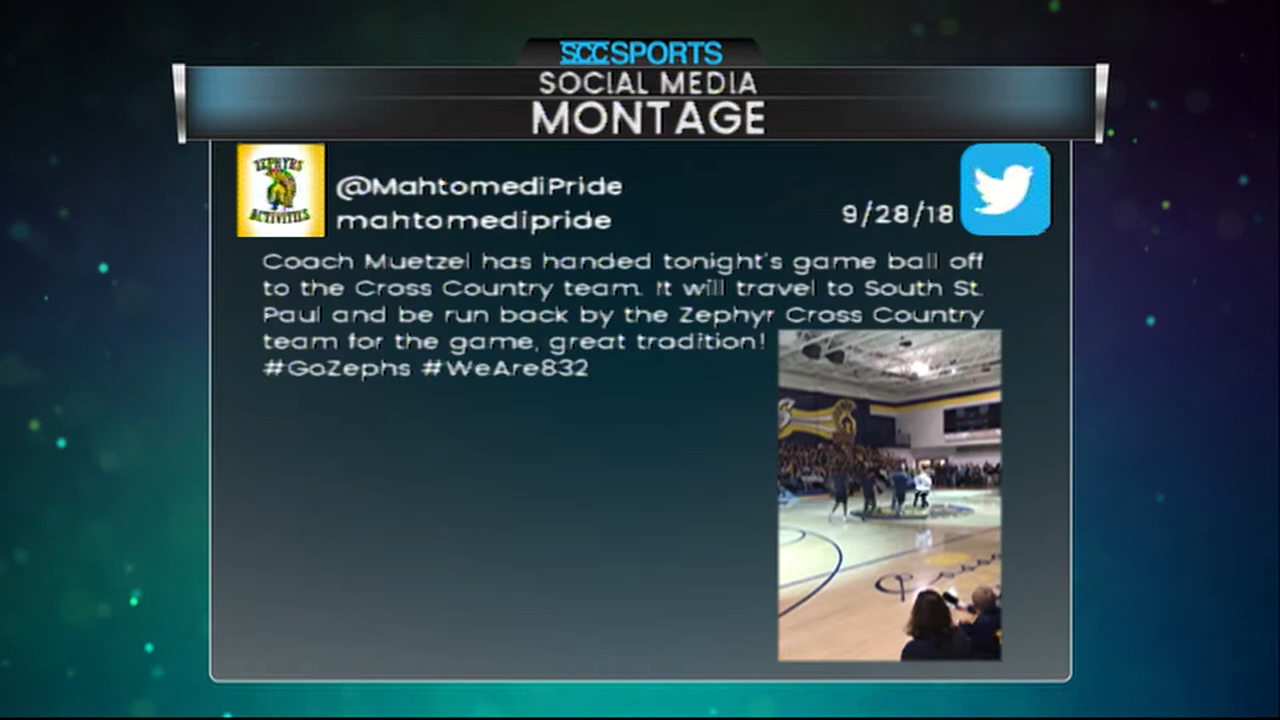 SCCSPORTS
SOCIAL MEDIA
MONTAGE
ZEPHYRS
ACTIVITIES
@MahtomediPride
mahtomedipride
9/28/18
Coach Muetzel has handed tonight's game ball off
to the Cross Country team. It will travel to South St.
Paul and be run back by the Zephyr Cross Country
team for the game, great tradition!
#GoZephs #WeAre832